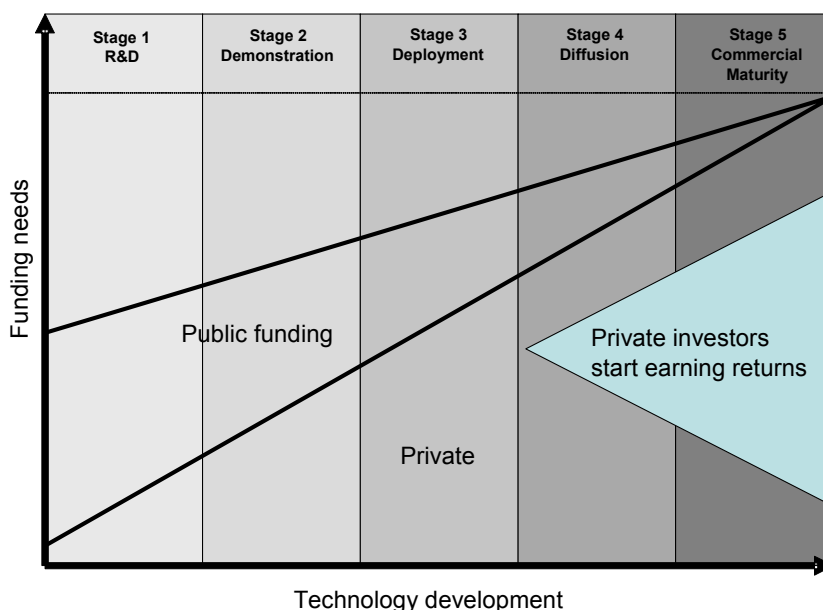 Stage 1
R&D
Stage 2
Demonstration
Stage 3
Deployment
Stage 4
Diffusion
Stage 5
Commercial
Maturity
Funding needs
Public funding
Private investors
start earning returns
Private
Technology development